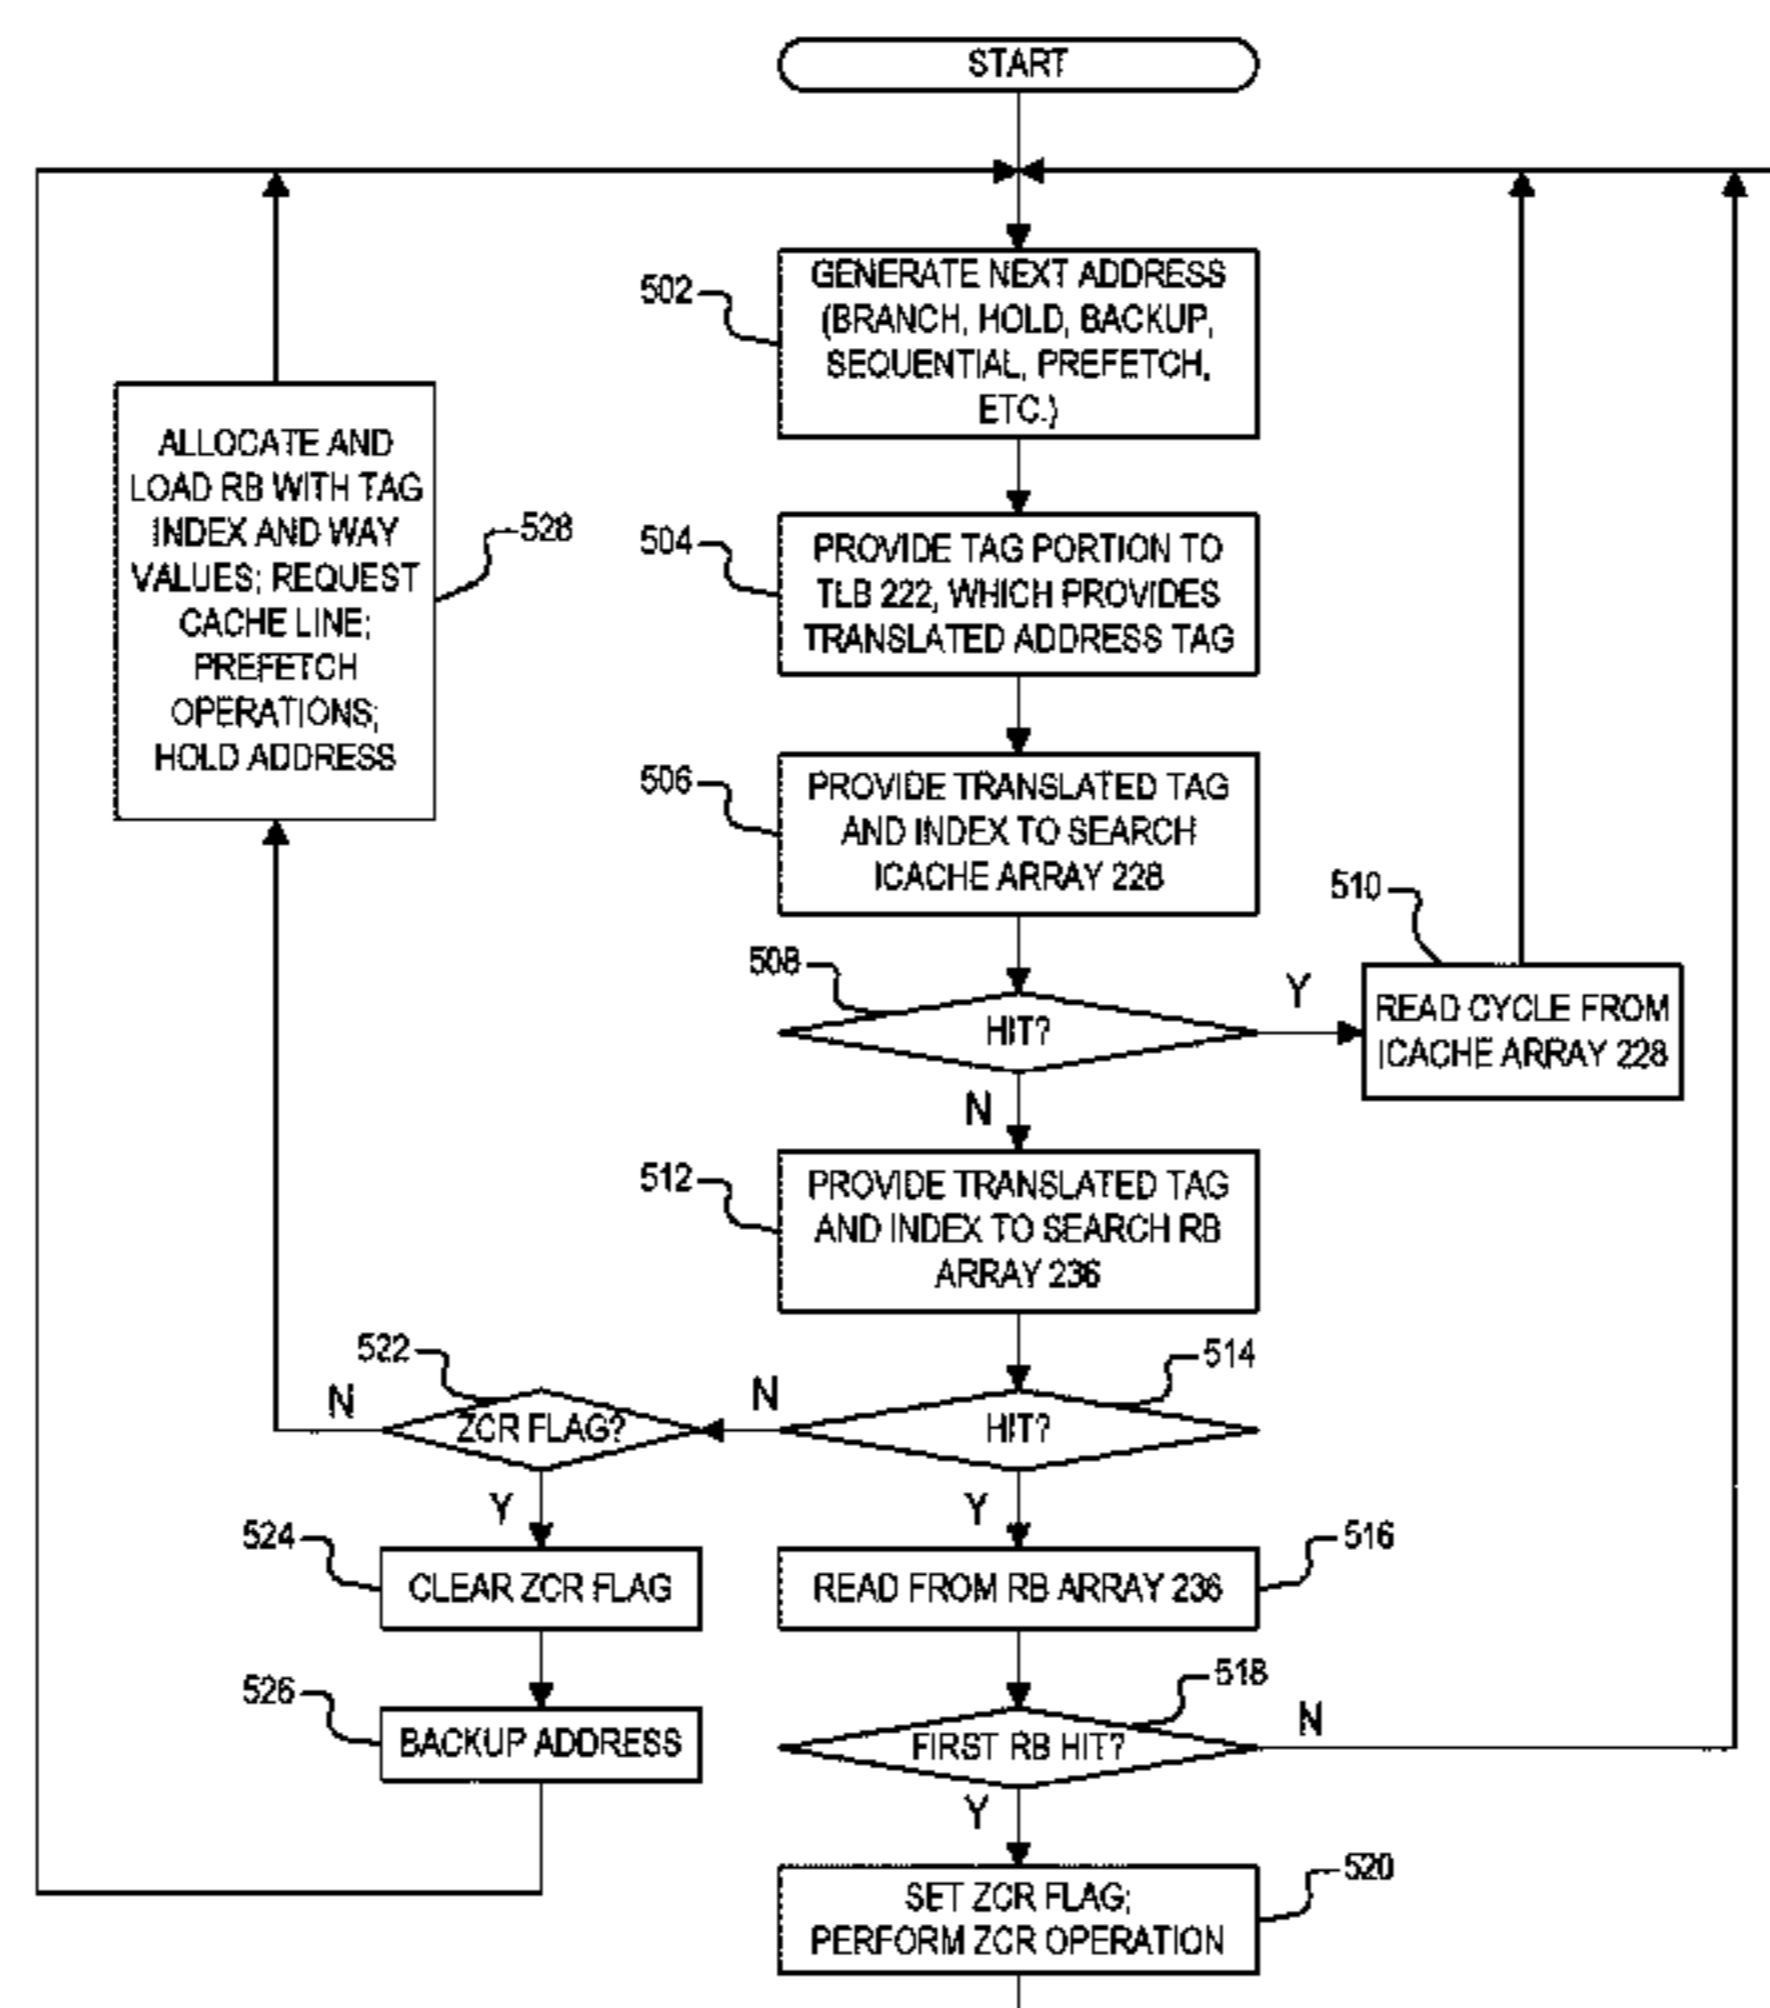 START
502
GENERATE NEXT ADDRESS
(BRANCH, HOLD, BACKUP,
SEQUENTIAL, PREFETCH,
ETC.)
ALLOCATE AND
LOAD RB WITH TAG
INDEX AND WAY
VALUES; REQUEST
CACHE LINE;
PREFETCH
OPERATIONS;
HOLD ADDRESS
528
504
PROVIDE TAG PORTION TO
TLB 222, WHICH PROVIDES
TRANSLATED ADDRESS TAG
506
PROVIDE TRANSLATED TAG
AND INDEX TO SEARCH
ICACHE ARRAY 228
508
HIT?
Y
N
510
READ CYCLE FROM
ICACHE ARRAY 228
512
PROVIDE TRANSLATED TAG
AND INDEX TO SEARCH RB
ARRAY 236
514
HIT?
N
Y
522
ZCR FLAG?
N
Y
524
CLEAR ZCR FLAG
516
READ FROM RB ARRAY 236
526
BACKUP ADDRESS
518
FIRST RB HIT?
N
Y
520
SET ZCR FLAG;
PERFORM ZCR OPERATION